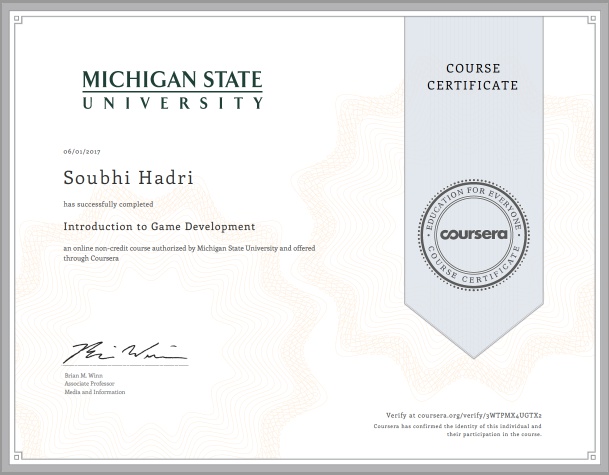 MICHIGAN STATE
UNIVERSITY
COURSE
CERTIFICATE
06/01/2017
Soubhi Hadri
has successfully completed
Introduction to Game Development
an online non-credit course authorized by Michigan State University and offered
through Coursera
EDUCATION FOR EVERYONE
coursera
COURSE CERTIFICATE
Brian M. Winn
Associate Professor
Media and Information
Verify at coursera.org/verify/3WTPMX4UGTX2
Coursera has confirmed the identity of this individual and
their participation in the course.